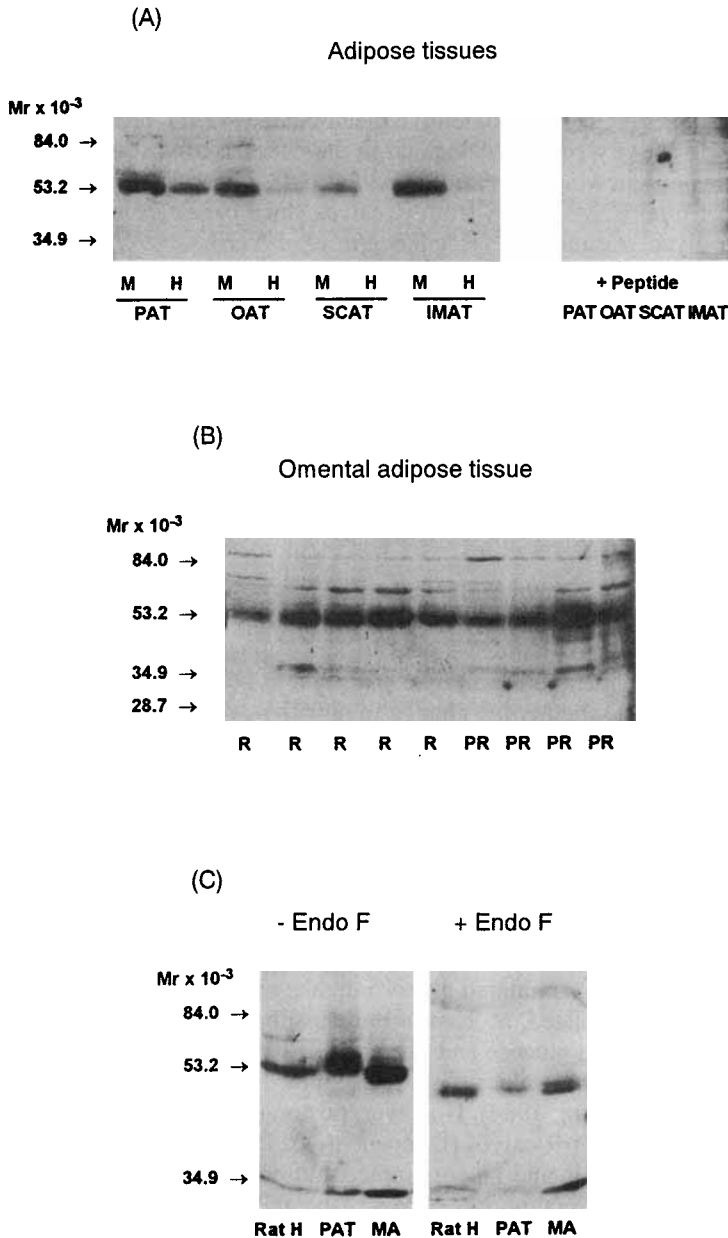 (A)
Adipose tissues
Mr x 10-3
84.0 →
53.2 →
34.9 →
M H M H M H M H
PAT OAT SCAT IMAT
+ Peptide
PAT OAT SCAT IMAT
(B)
Omental adipose tissue
Mr x 10-3
84.0 →
53.2 →
34.9 →
28.7 →
R R R R R PR PR PR PR
(C)
- Endo F + Endo F
Mr x 10-3
84.0 →
53.2 →
34.9 →
Rat H PAT MA Rat H PAT MA